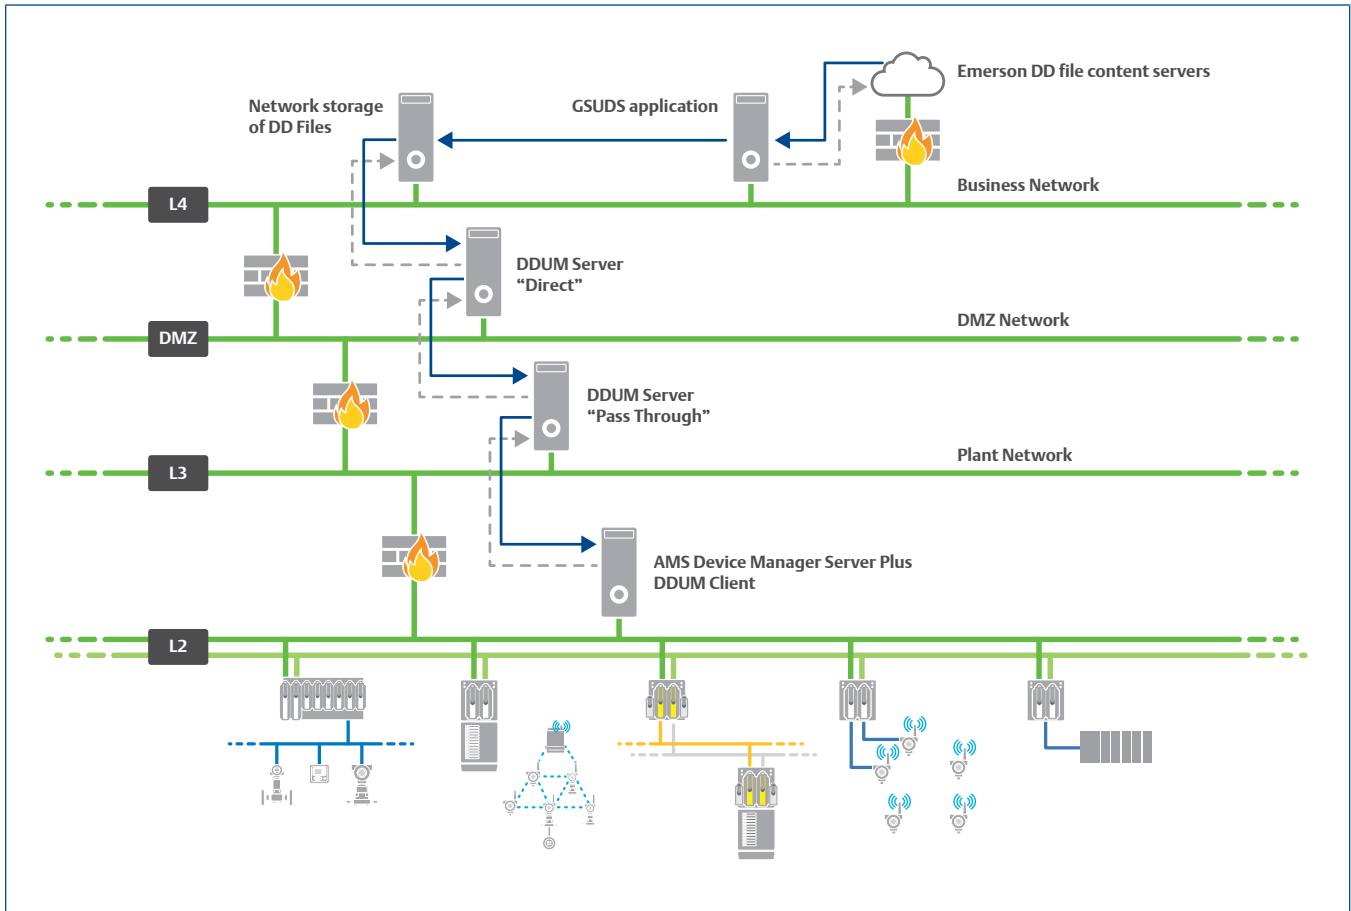 Emerson DD file content servers
Network storage
of DD Files
GSUDS application
Business Network
L4
DDUM Server
“Direct”
DMZ Network
DMZ
DDUM Server
“Pass Through”
Plant Network
L3
AMS Device Manager Server Plus
DDUM Client
L2